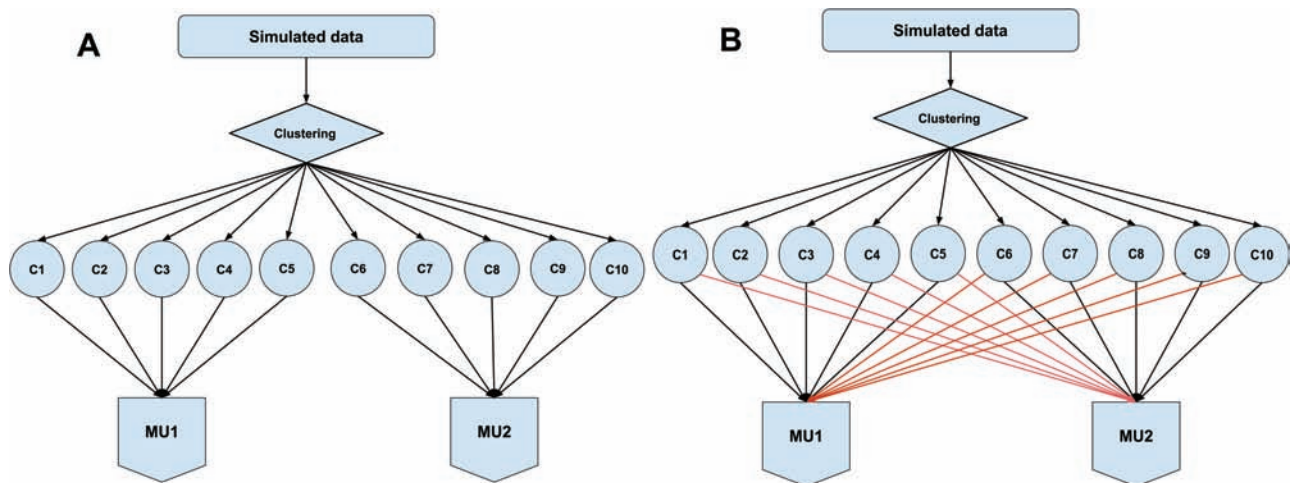 A
Simulated data
Clustering
C1 C2 C3 C4 C5 C6 C7 C8 C9 C10
MU1 MU2
B
Simulated data
Clustering
C1 C2 C3 C4 C5 C6 C7 C8 C9 C10
MU1 MU2